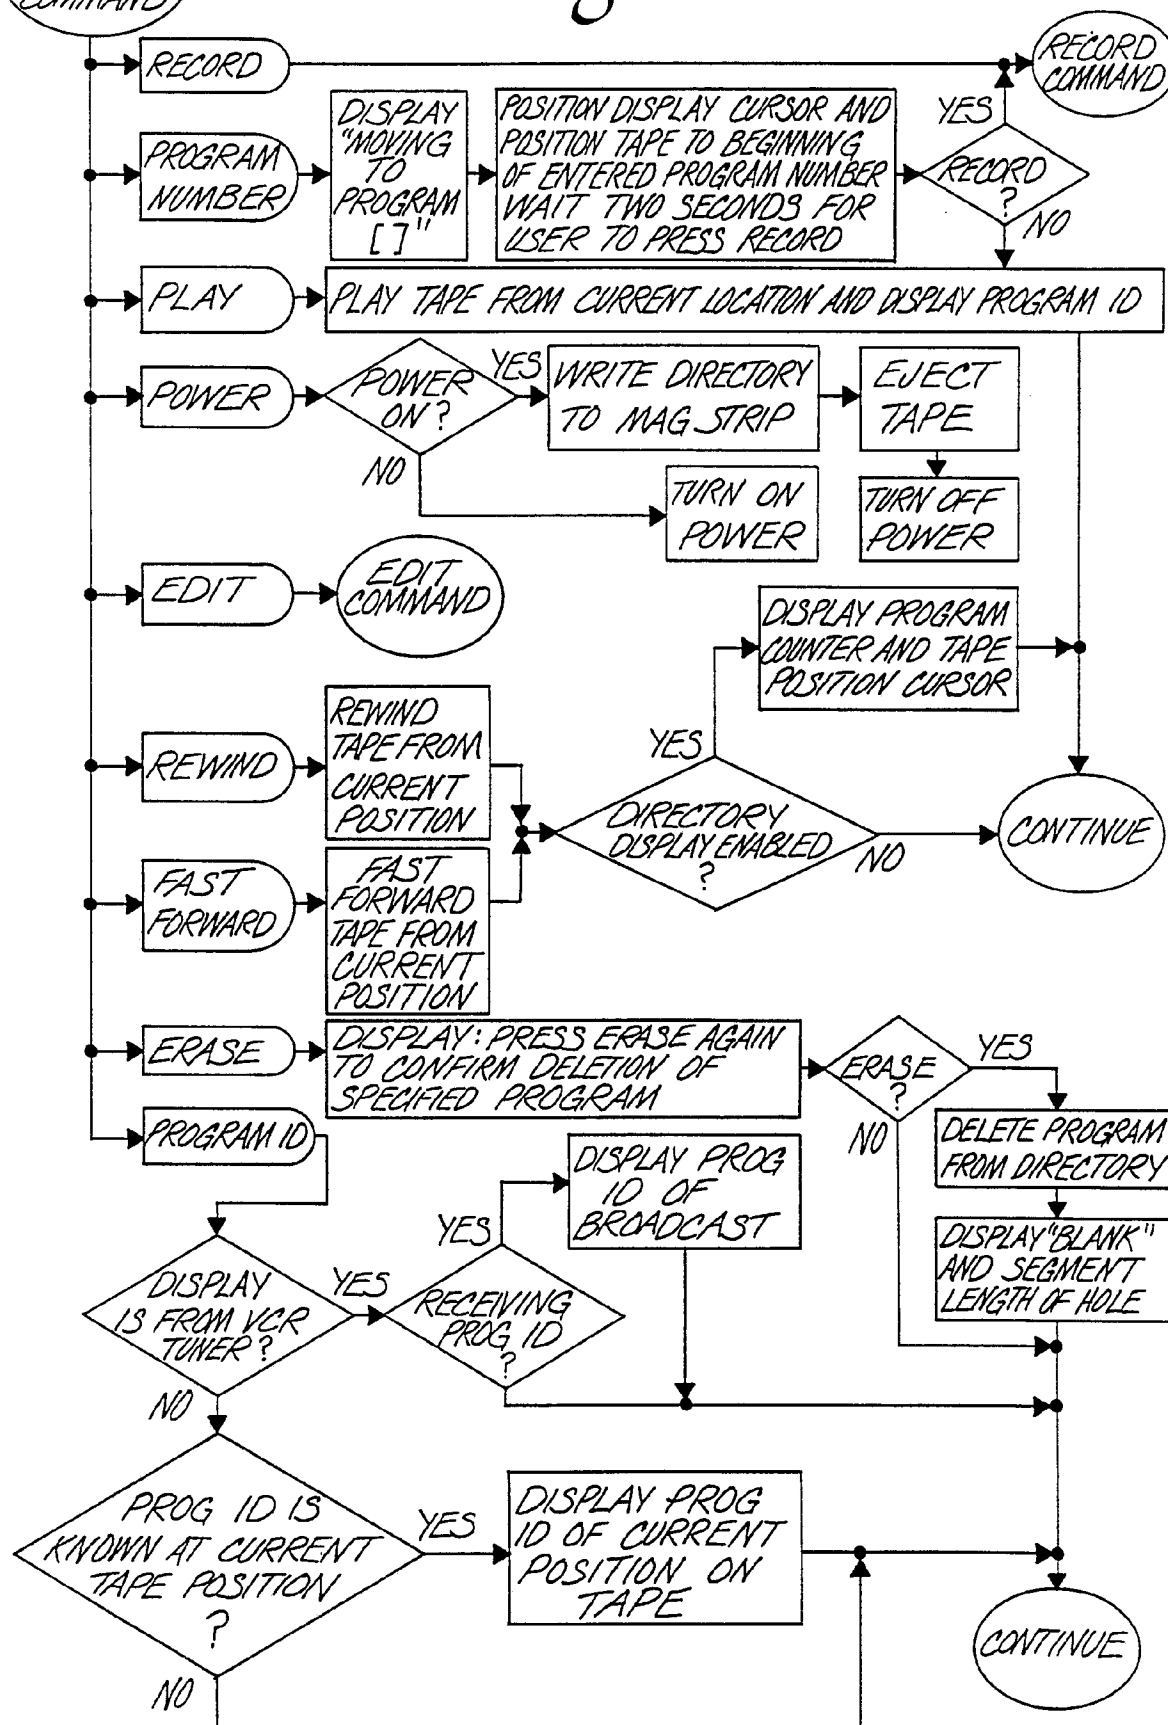 COMMAND
RECORD
RECORD
COMMAND
YES
PROGRAM
NUMBER
DISPLAY
"MOVING
TO
PROGRAM
[ ]"
POSITION DISPLAY CURSOR AND
POSITION TAPE TO BEGINNING
OF ENTERED PROGRAM NUMBER
WAIT TWO SECONDS FOR
USER TO PRESS RECORD
RECORD
?
NO
PLAY
PLAY TAPE FROM CURRENT LOCATION AND DISPLAY PROGRAM ID
POWER
POWER
ON?
YES
WRITE DIRECTORY
TO MAG STRIP
EJECT
TAPE
NO
TURN ON
POWER
TURN OFF
POWER
EDIT
EDIT
COMMAND
DISPLAY PROGRAM
COUNTER AND TAPE
POSITION CURSOR
REWIND
REWIND
TAPE FROM
CURRENT
POSITION
YES
DIRECTORY
DISPLAY ENABLED
?
NO
CONTINUE
FAST
FORWARD
FAST
FORWARD
TAPE FROM
CURRENT
POSITION
ERASE
DISPLAY: PRESS ERASE AGAIN
TO CONFIRM DELETION OF
SPECIFIED PROGRAM
ERASE
?
YES
NO
DELETE PROGRAM
FROM DIRECTORY
DISPLAY "BLANK"
AND SEGMENT
LENGTH OF HOLE
PROGRAM ID
DISPLAY
IS FROM VCR
TUNER?
YES
RECEIVING
PROG ID
?
YES
DISPLAY PROG
ID OF
BROADCAST
NO
PROG ID IS
KNOWN AT CURRENT
TAPE POSITION
?
YES
DISPLAY PROG
ID OF CURRENT
POSITION ON
TAPE
CONTINUE
NO